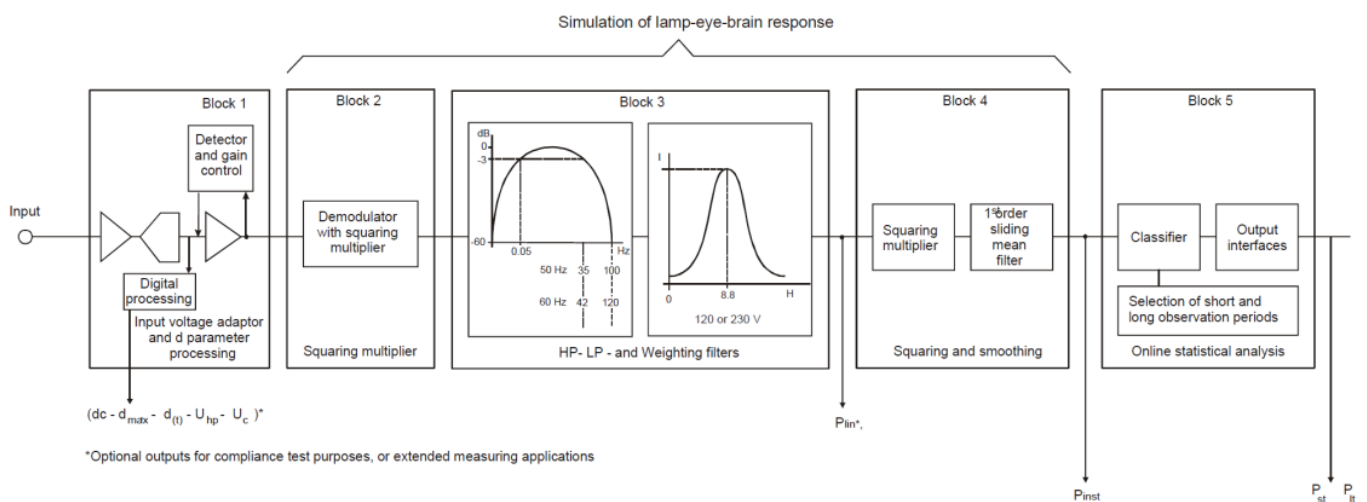 Simulation of lamp-eye-brain response
Block 1
Detector
and gain
control
Input
Digital
processing
Input voltage adaptor
and d parameter
processing
(dc - dmax - d(t) - Uhp - Uc )*
Block 2
Demodulator
with squaring
multiplier
Squaring multiplier
Block 3
dB
0
-3
-60
0.05
Hz
50 Hz 35 100
60 Hz 42 120
I
0
8.8
H
120 or 230 V
HP- LP - and Weighting filters
Plin*,
Block 4
Squaring
multiplier
1st order
sliding
mean
filter
Squaring and smoothing
Pinst
Block 5
Classifier
Output
interfaces
Selection of short and
long observation periods
Online statistical analysis
Pst Plt
*Optional outputs for compliance test purposes, or extended measuring applications